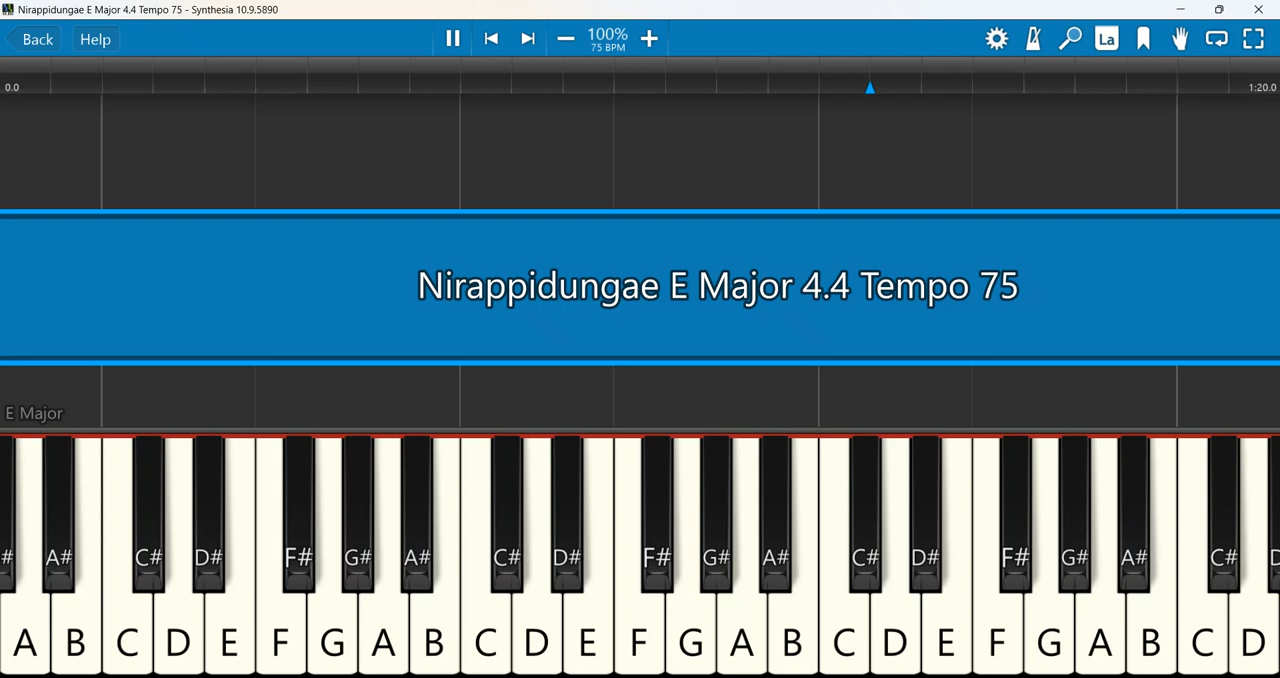 Nirappidungae E Major 4.4 Tempo 75 - Synthesia 10.9.5890
Back Help 100% La
75 BPM
0.0 1:20.0
Nirappidungae E Major 4.4 Tempo 75
E Major
# A# C# D# F# G# A# C# D# F# G# A# C# D# F# G# A# C# D
A B C D E F G A B C D E F G A B C D E F G A B C D